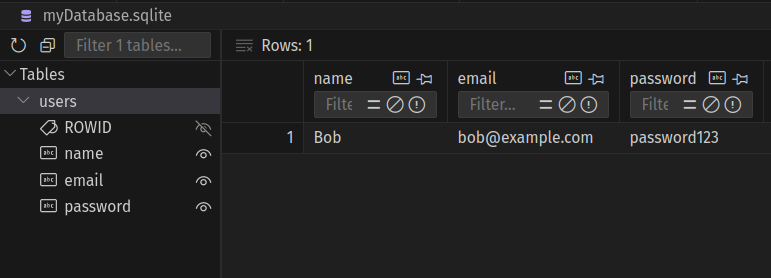 myDatabase.sqlite
Filter 1 tables...
Rows: 1
Tables
users
ROWID
name
email
password
name email password
Filte Filter... Filte
1 Bob bob@example.com password123